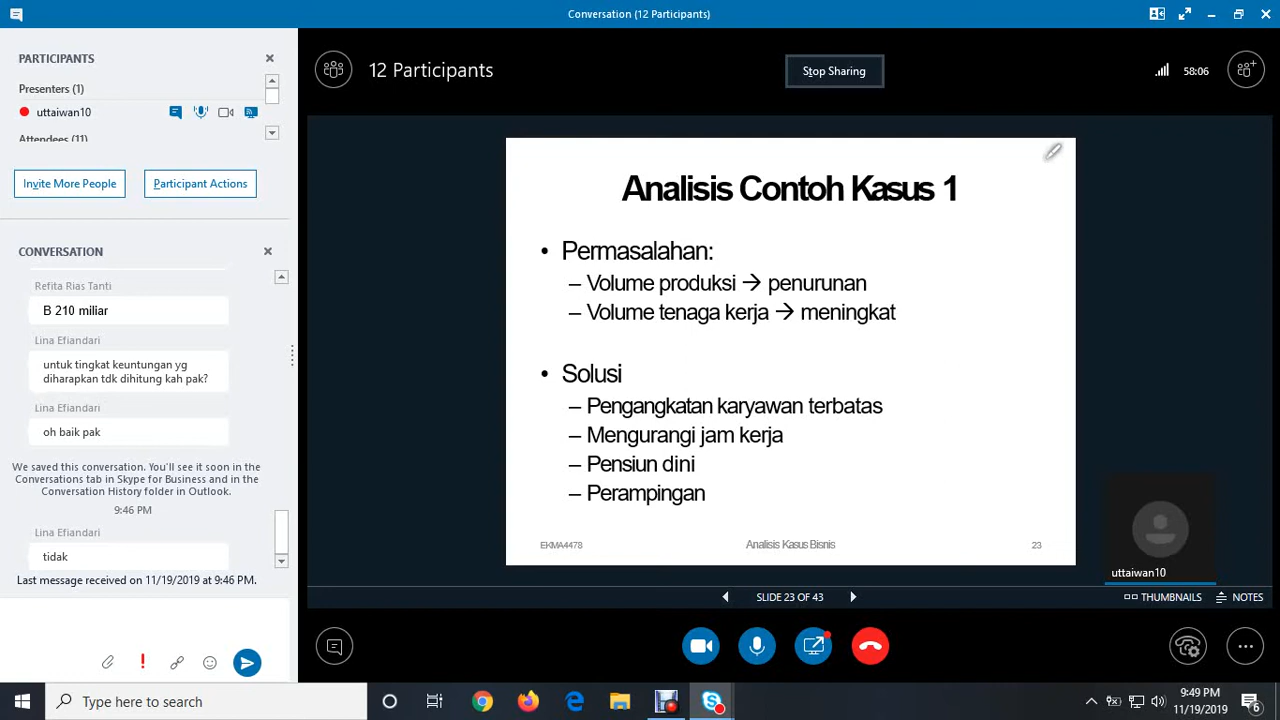 Conversation (12 Participants)
PARTICIPANTS
Presenters (1)
uttaiwan10
Attendees (11)
Invite More People
Participant Actions
CONVERSATION
Refita Rias Tanti
B 210 miliar
Lina Efiandari
untuk tingkat keuntungan yg
diharapkan tdk dihitung kah pak?
Lina Efiandari
oh baik pak
We saved this conversation. You'll see it soon in the
Conversations tab in Skype for Business and in the
Conversation History folder in Outlook.
9:46 PM
Lina Efiandari
tidak
Last message received on 11/19/2019 at 9:46 PM.
12 Participants
Stop Sharing
58:06
Analisis Contoh Kasus 1
• Permasalahan:
– Volume produksi → penurunan
– Volume tenaga kerja → meningkat
• Solusi
– Pengangkatan karyawan terbatas
– Mengurangi jam kerja
– Pensiun dini
– Perampingan
EKMA4478 Analisis Kasus Bisnis 23
uttaiwan10
SLIDE 23 OF 43
THUMBNAILS NOTES
Type here to search
9:49 PM
11/19/2019
6